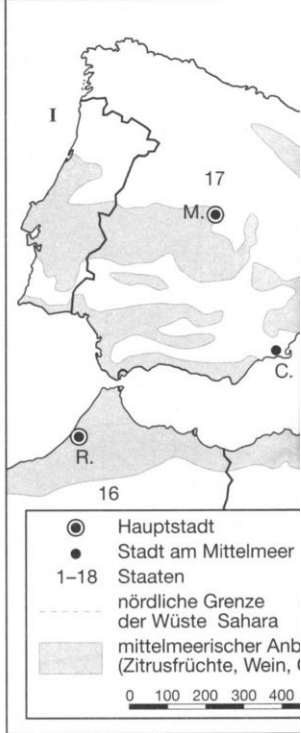 I
17
M.
C.
R.
16
Hauptstadt
Stadt am Mittelmeer
1–18 Staaten
nördliche Grenze
der Wüste Sahara
mittelmeerischer Anb
(Zitrusfrüchte, Wein,
0 100 200 300 400